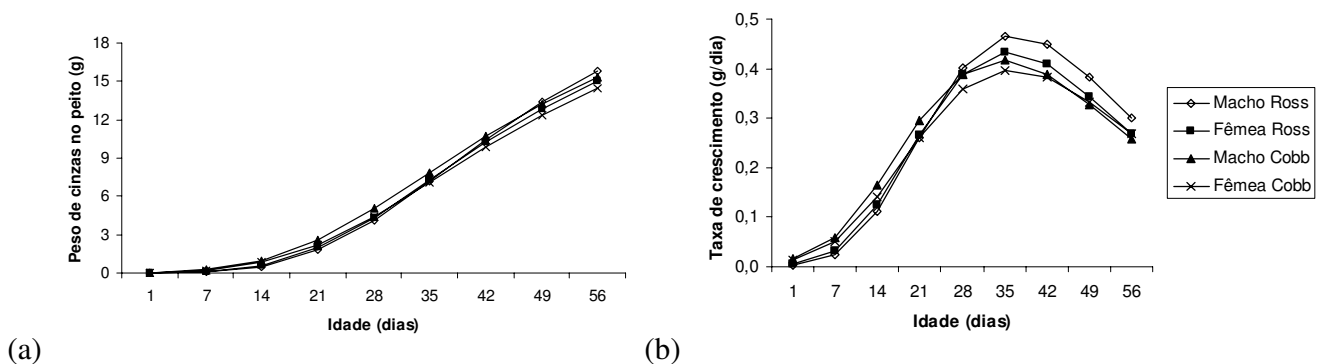 Peso de cinzas no peito (g)
18
15
12
9
6
3
0
1 7 14 21 28 35 42 49 56
Idade (dias)
(a)
Taxa de crescimento (g/dia)
0,5
0,4
0,3
0,2
0,1
0,0
1 7 14 21 28 35 42 49 56
Idade (dias)
(b)
Macho Ross
Fêmea Ross
Macho Cobb
Fêmea Cobb